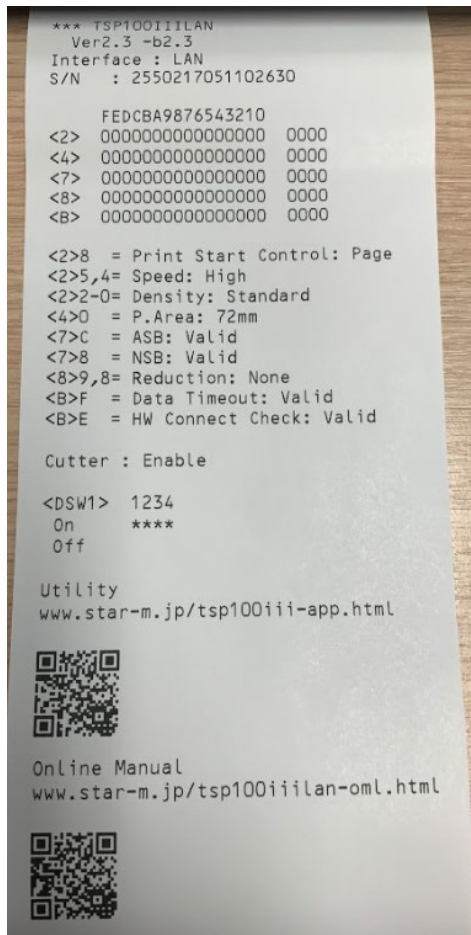 *** TSP100IIILAN
Ver2.3 -b2.3
Interface : LAN
S/N : 2550217051102630
FEDCBA9876543210
<2> 0000000000000000 0000
<4> 0000000000000000 0000
<7> 0000000000000000 0000
<8> 0000000000000000 0000
<B> 0000000000000000 0000
<2>8 = Print Start Control: Page
<2>5,4= Speed: High
<2>2-0= Density: Standard
<4>0 = P.Area: 72mm
<7>C = ASB: Valid
<7>8 = NSB: Valid
<8>9,8= Reduction: None
<B>F = Data Timeout: Valid
<B>E = HW Connect Check: Valid
Cutter : Enable
<DSW1> 1234
On ****
Off
Utility
www.star-m.jp/tsp100iii-app.html
Online Manual
www.star-m.jp/tsp100iiilan-oml.html